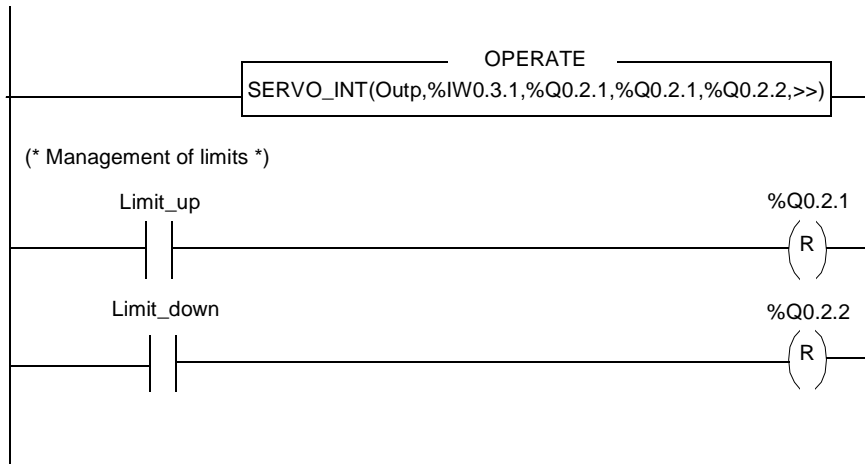 OPERATE
SERVO_INT(Outp,%IW0.3.1,%Q0.2.1,%Q0.2.1,%Q0.2.2,>>)
(* Management of limits *)
Limit_up %Q0.2.1
R
Limit_down %Q0.2.2
R